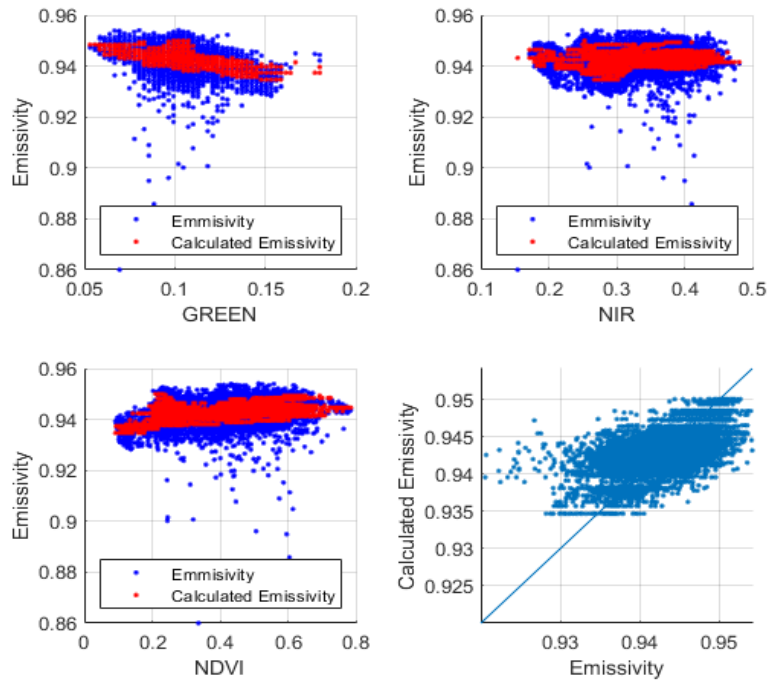 0.96
0.94
0.92
0.9
0.88
0.86
Emissivity
Emmisivity
Calculated Emissivity
0.05 0.1 0.15 0.2
GREEN
0.96
0.94
0.92
0.9
0.88
0.86
Emissivity
Emmisivity
Calculated Emissivity
0.1 0.2 0.3 0.4 0.5
NIR
0.96
0.94
0.92
0.9
0.88
0.86
Emissivity
Emmisivity
Calculated Emissivity
0 0.2 0.4 0.6 0.8
NDVI
0.95
0.945
0.94
0.935
0.93
0.925
Calculated Emissivity
0.93 0.94 0.95
Emissivity